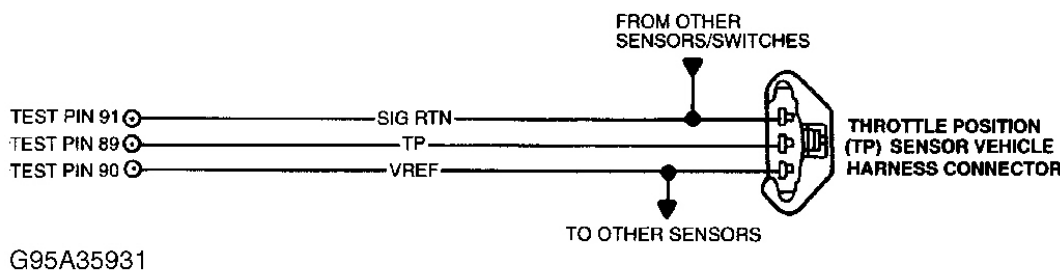 FROM OTHER
SENSORS/SWITCHES
TEST PIN 91
SIG RTN
TEST PIN 89
TP
TEST PIN 90
VREF
THROTTLE POSITION
(TP) SENSOR VEHICLE
HARNESS CONNECTOR
TO OTHER SENSORS
G95A35931